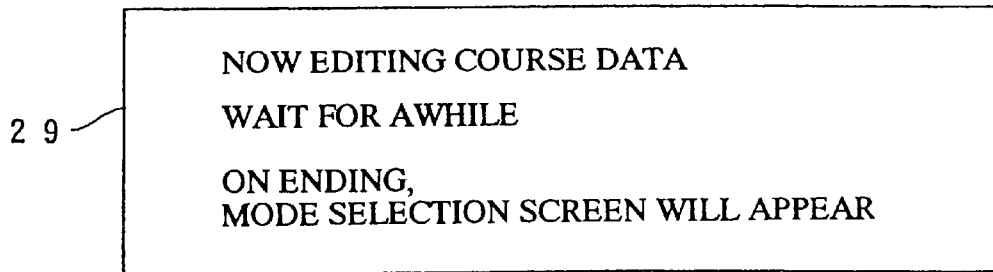 NOW EDITING COURSE DATA
29
WAIT FOR AWHILE
ON ENDING,
MODE SELECTION SCREEN WILL APPEAR